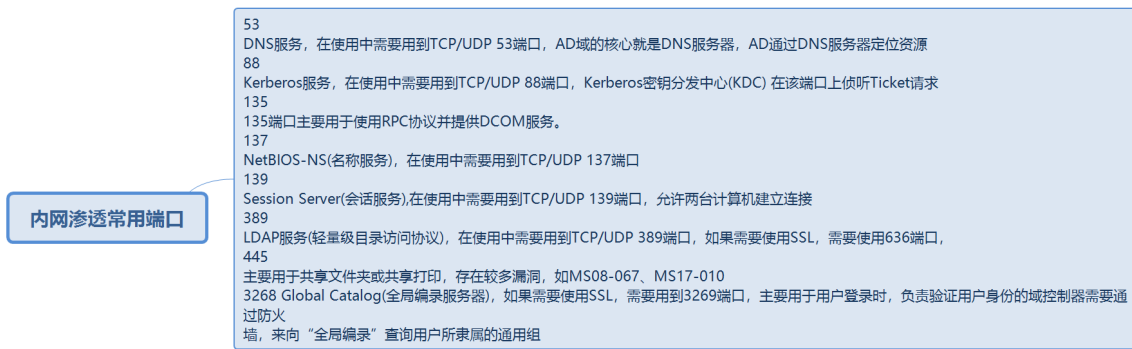 内网渗透常用端口
53
DNS服务，在使用中需要用到TCP/UDP 53端口，AD域的核心就是DNS服务器，AD通过DNS服务器定位资源
88
Kerberos服务，在使用中需要用到TCP/UDP 88端口，Kerberos密钥分发中心(KDC) 在该端口上侦听Ticket请求
135
135端口主要用于使用RPC协议并提供DCOM服务。
137
NetBIOS-NS(名称服务)，在使用中需要用到TCP/UDP 137端口
139
Session Server(会话服务),在使用中需要用到TCP/UDP 139端口，允许两台计算机建立连接
389
LDAP服务(轻量级目录访问协议)，在使用中需要用到TCP/UDP 389端口，如果需要使用SSL，需要使用636端口，
445
主要用于共享文件夹或共享打印，存在较多漏洞，如MS08-067、MS17-010
3268 Global Catalog(全局编录服务器)，如果需要使用SSL，需要用到3269端口，主要用于用户登录时，负责验证用户身份的域控制器需要通
过防火
墙，来向“全局编录”查询用户所隶属的通用组